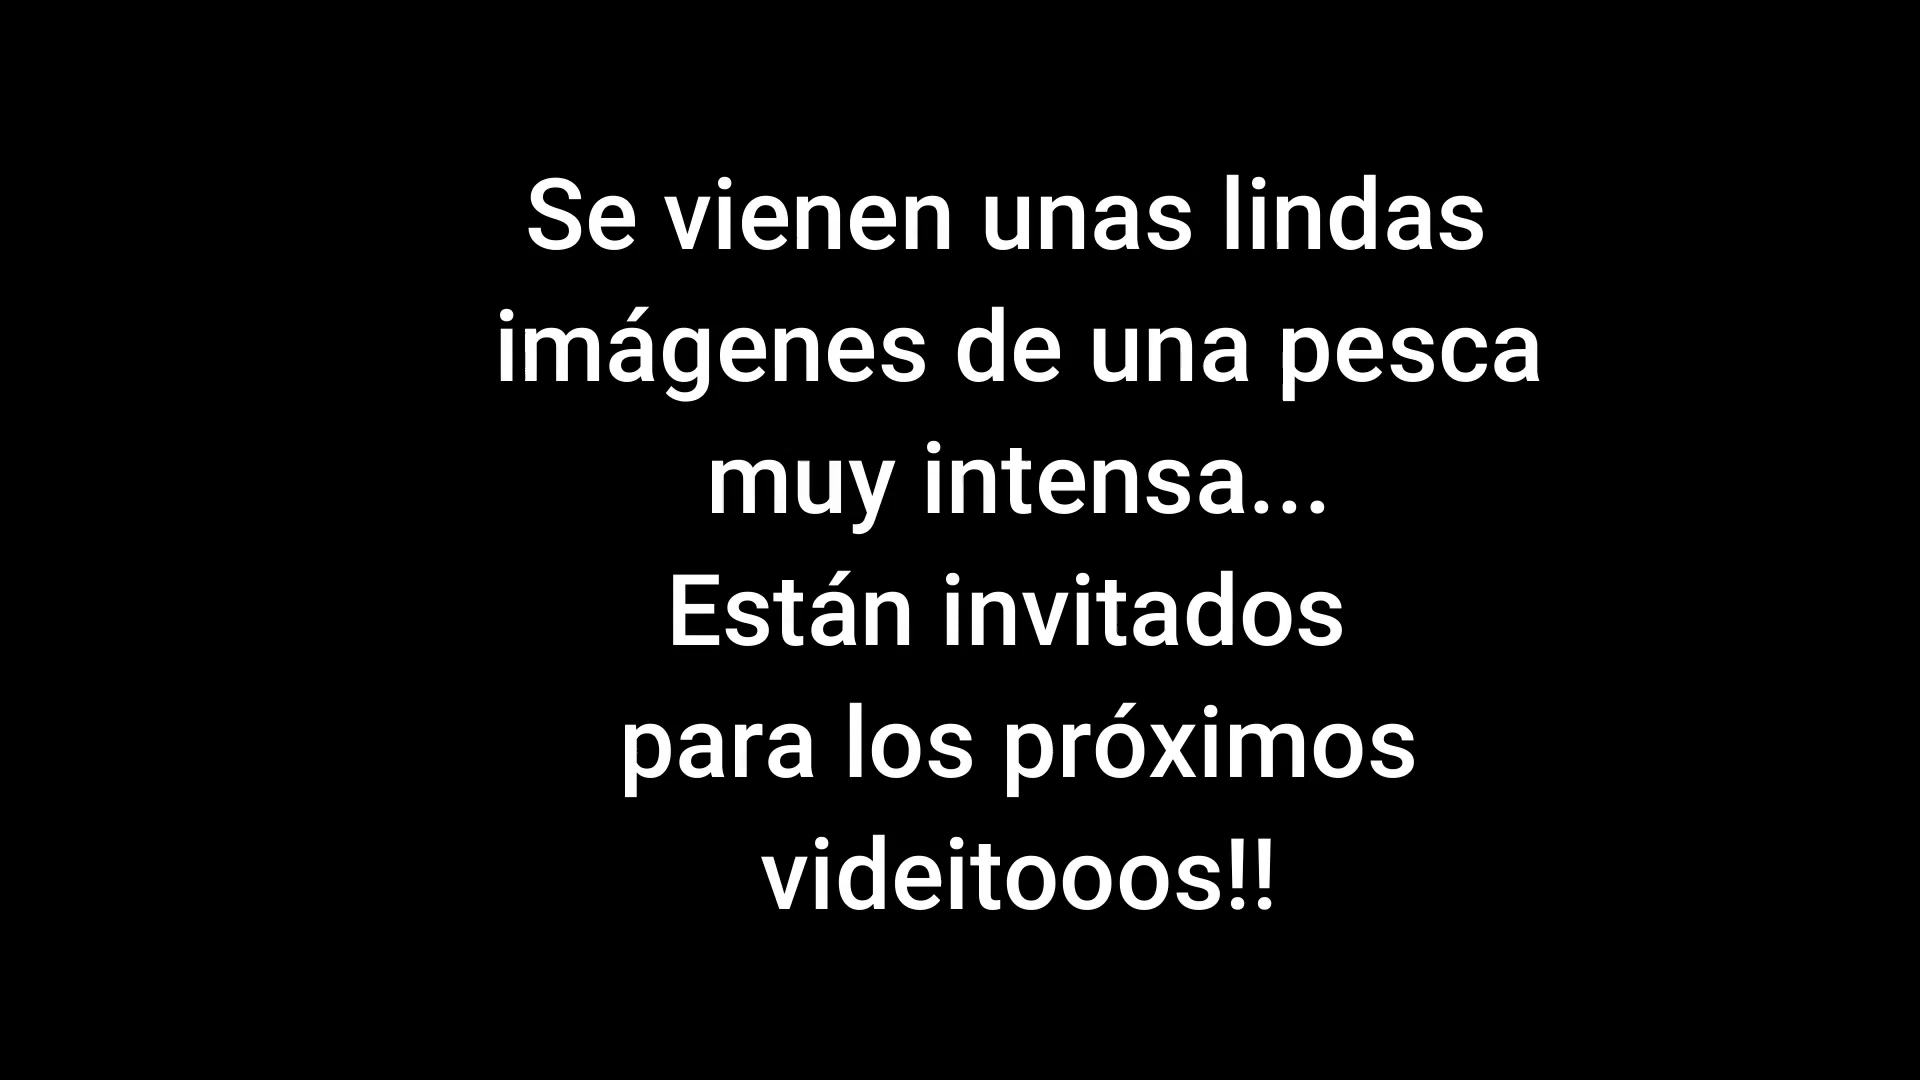 Se vienen unas lindas
imágenes de una pesca
muy intensa...
Están invitados
para los próximos
videitooos!!